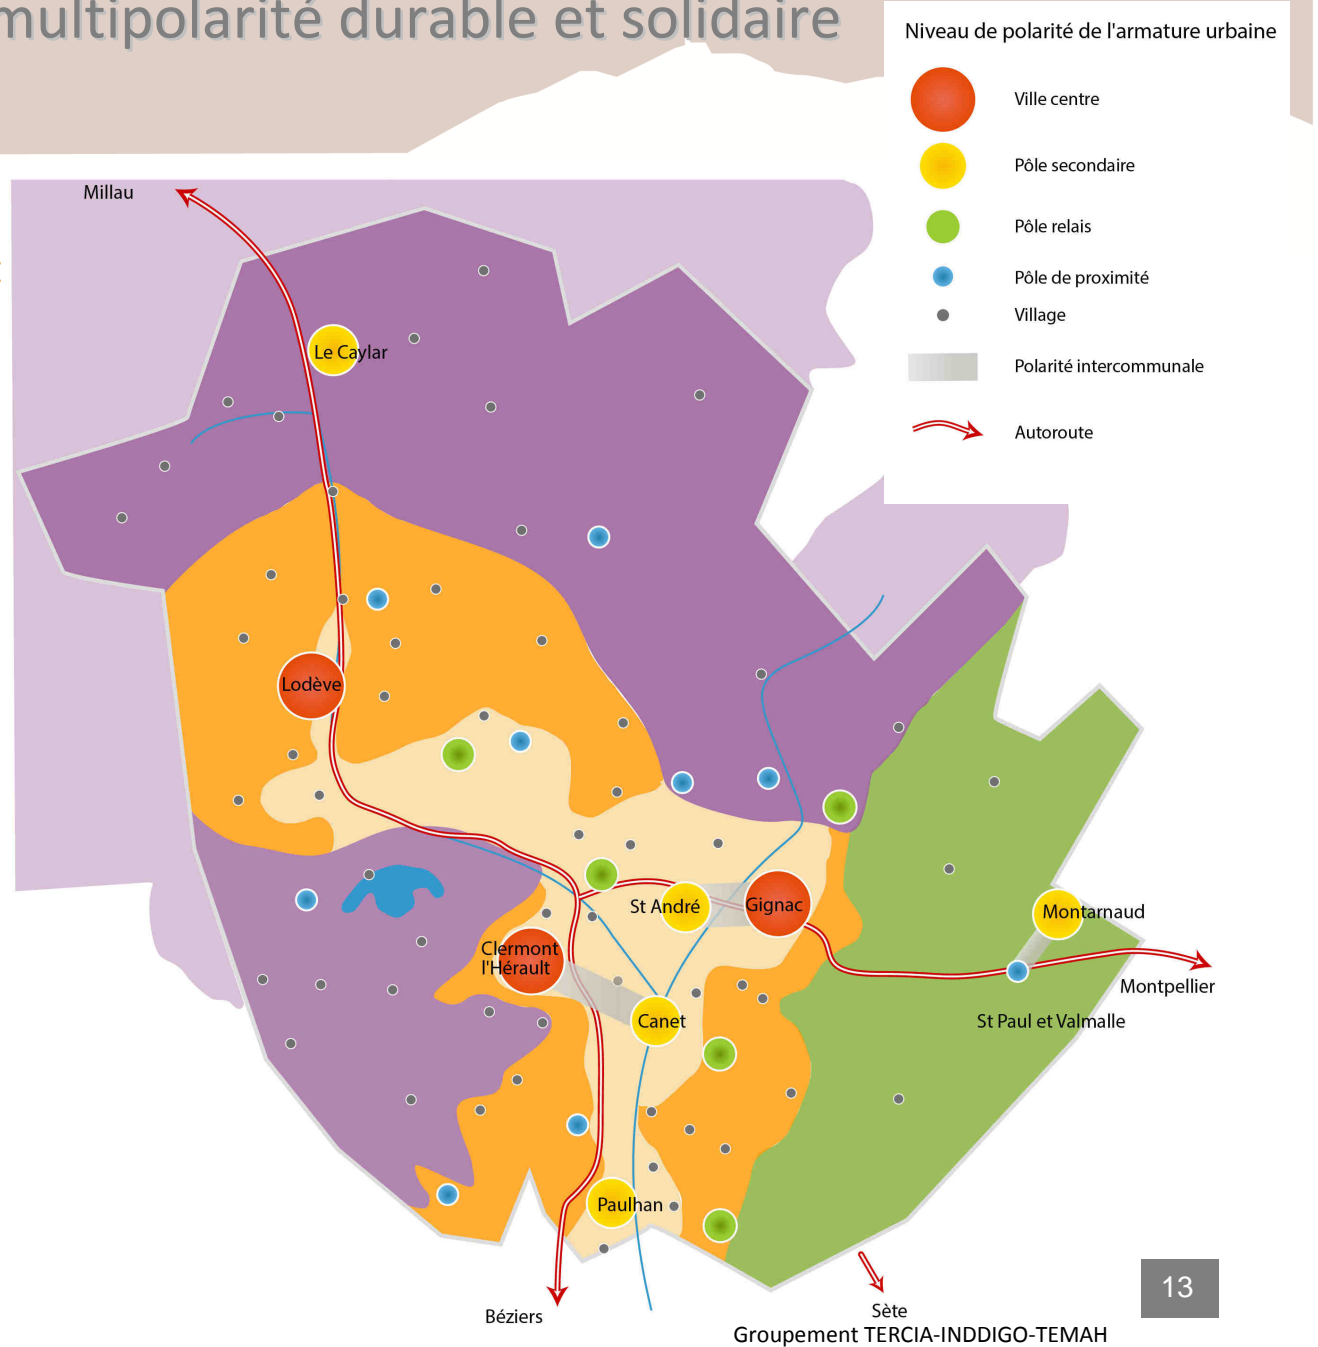 multipolarité durable et solidaire
Niveau de polarité de l'armature urbaine
Ville centre
Pôle secondaire
Pôle relais
Pôle de proximité
Village
Polarité intercommunale
Autoroute
Millau
Le Caylar
Lodève
St André
Gignac
Montarnaud
Clermont
l'Hérault
Montpellier
Canet
St Paul et Valmalle
Paulhan
13
Béziers
Sète
Groupement TERCIA-INDDIGO-TEMAH